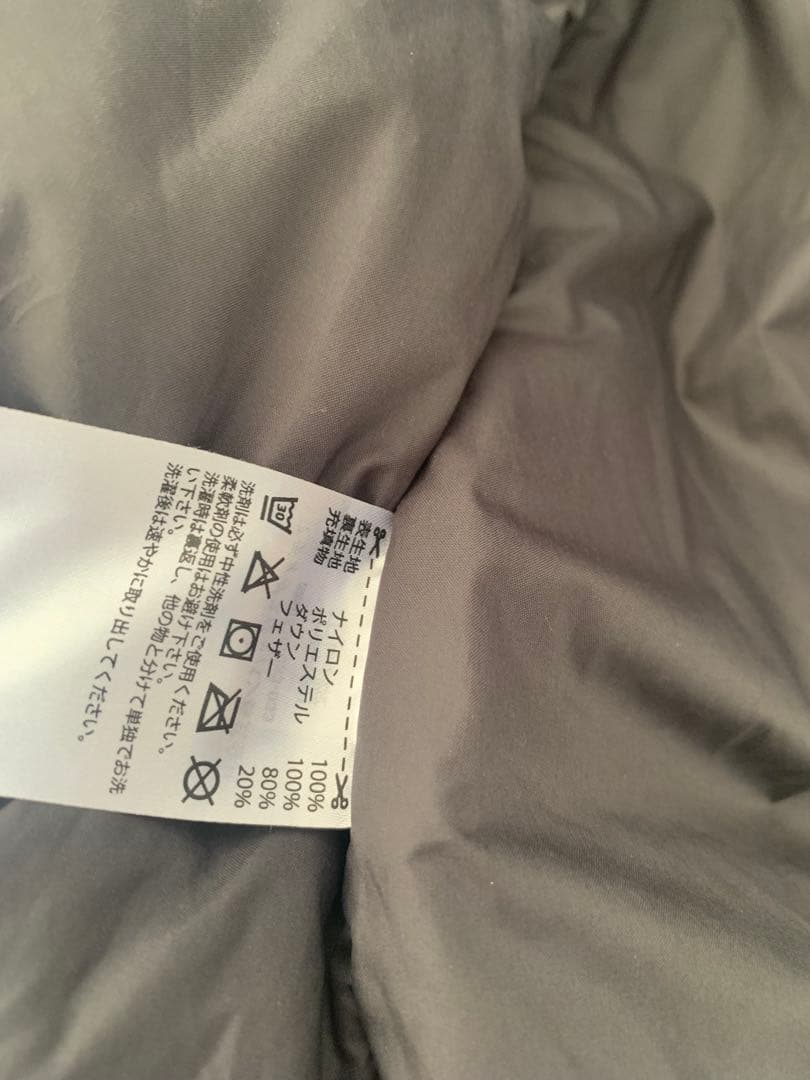 表生地 ナイロン 100%
裏生地 ポリエステル 100%
充填物 ダウン 80%
フェザー 20%
30
洗剤は必ず中性洗剤をご使用ください。
柔軟剤の使用はお避け下さい。
洗濯時は裏返し、他の物と分けて単独でお洗
い下さい。
洗濯後は速やかに取り出してください。